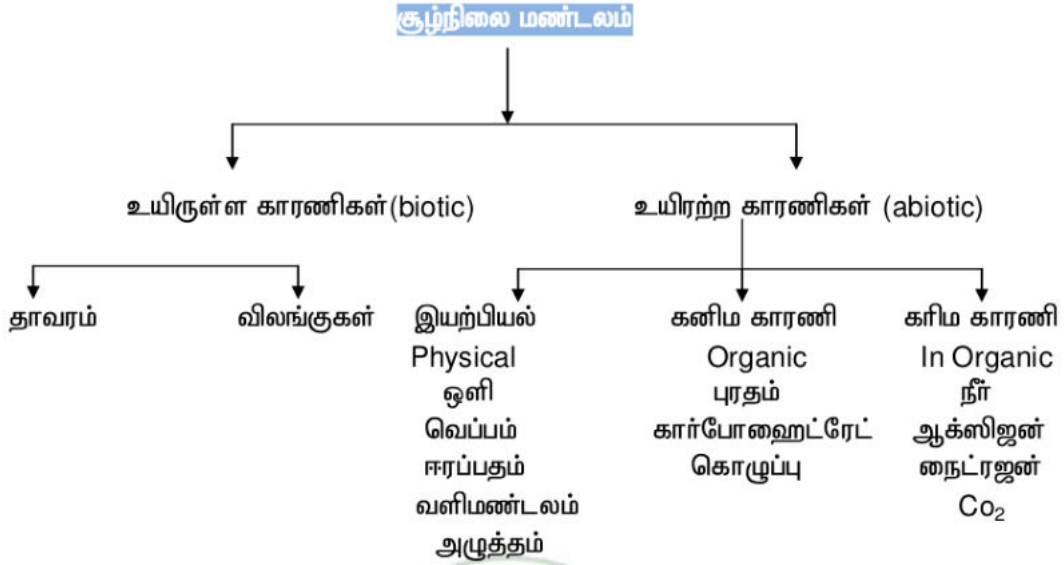 சூழ்நிலை மண்டலம்
உயிருள்ள காரணிகள்(biotic)
உயிரற்ற காரணிகள் (abiotic)
தாவரம்
விலங்குகள்
இயற்பியல்
Physical
ஒளி
வெப்பம்
ஈரப்பதம்
வளிமண்டலம்
அழுத்தம்
கனிம காரணி
Organic
புரதம்
கார்போஹைட்ரேட்
கொழுப்பு
கரிம காரணி
In Organic
நீர்
ஆக்ஸிஜன்
நைட்ரஜன்
Co₂